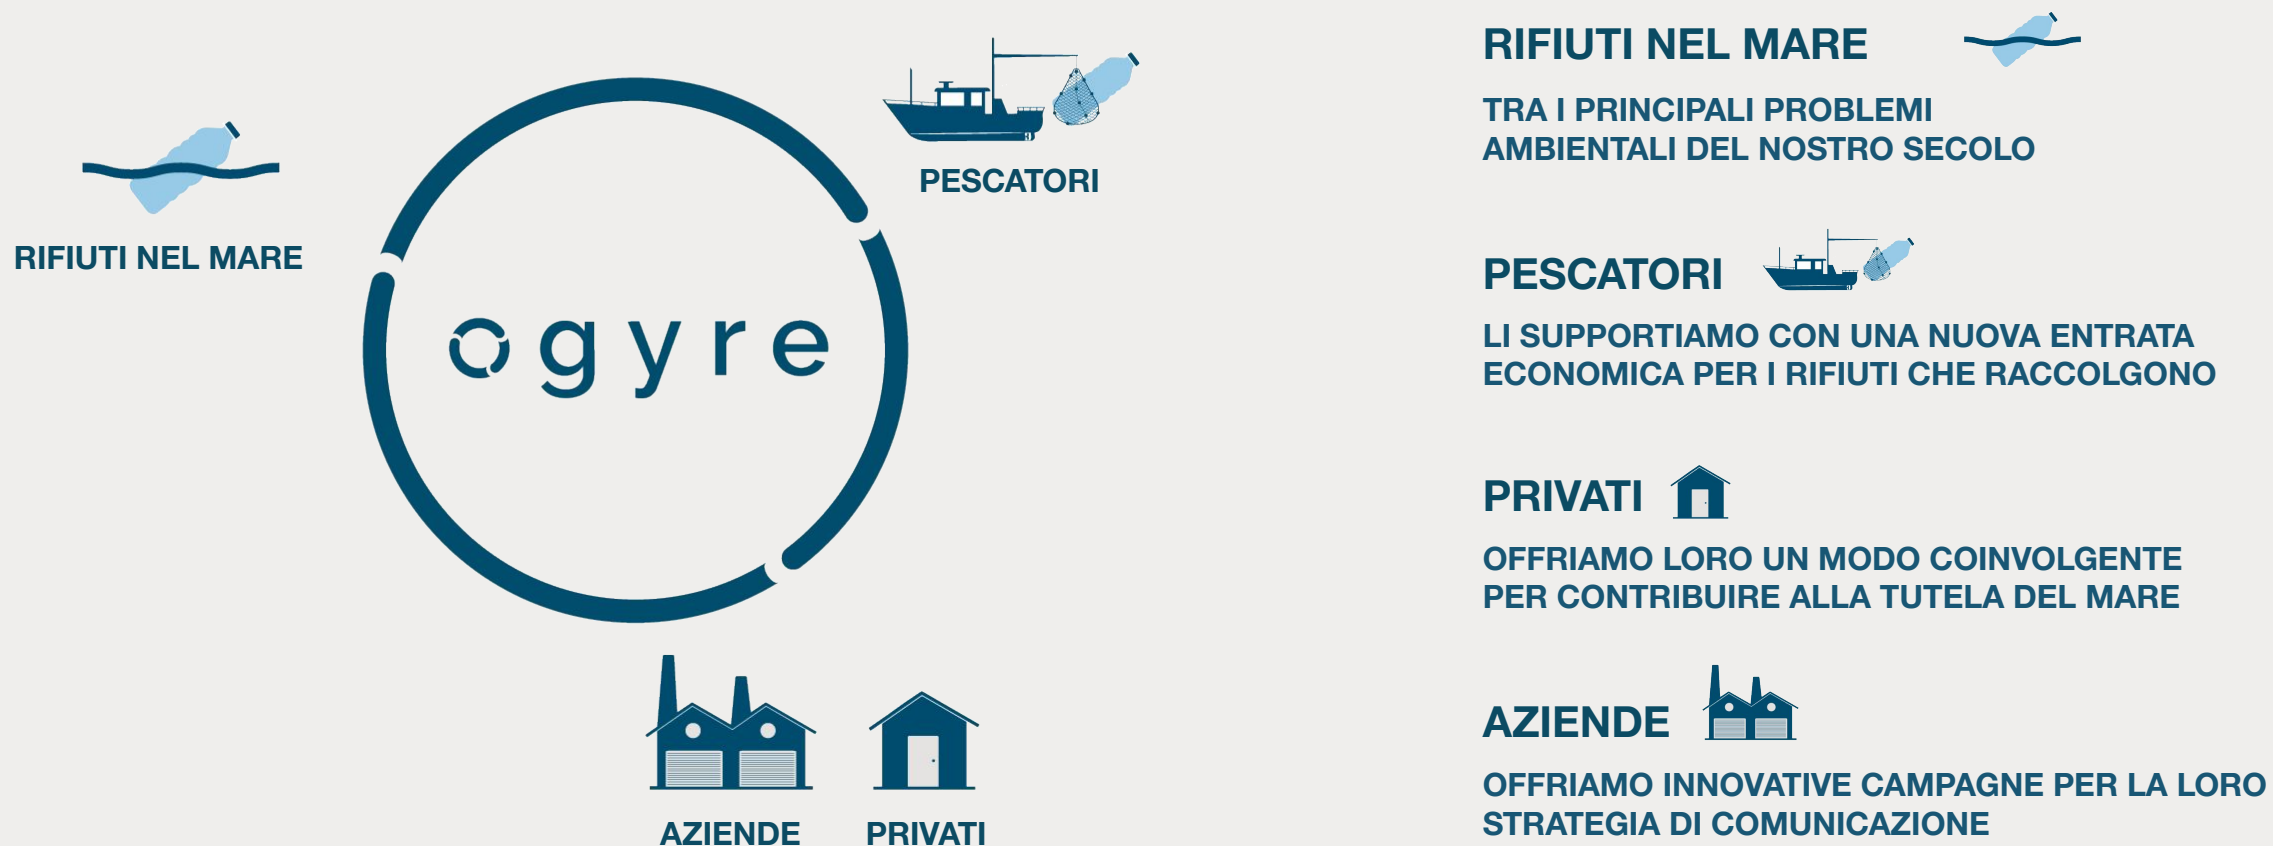 RIFIUTI NEL MARE
PESCATORI
ogyre
AZIENDE
PRIVATI
RIFIUTI NEL MARE
TRA I PRINCIPALI PROBLEMI
AMBIENTALI DEL NOSTRO SECOLO
PESCATORI
LI SUPPORTIAMO CON UNA NUOVA ENTRATA
ECONOMICA PER I RIFIUTI CHE RACCOLGONO
PRIVATI
OFFRIAMO LORO UN MODO COINVOLGENTE
PER CONTRIBUIRE ALLA TUTELA DEL MARE
AZIENDE
OFFRIAMO INNOVATIVE CAMPAGNE PER LA LORO
STRATEGIA DI COMUNICAZIONE